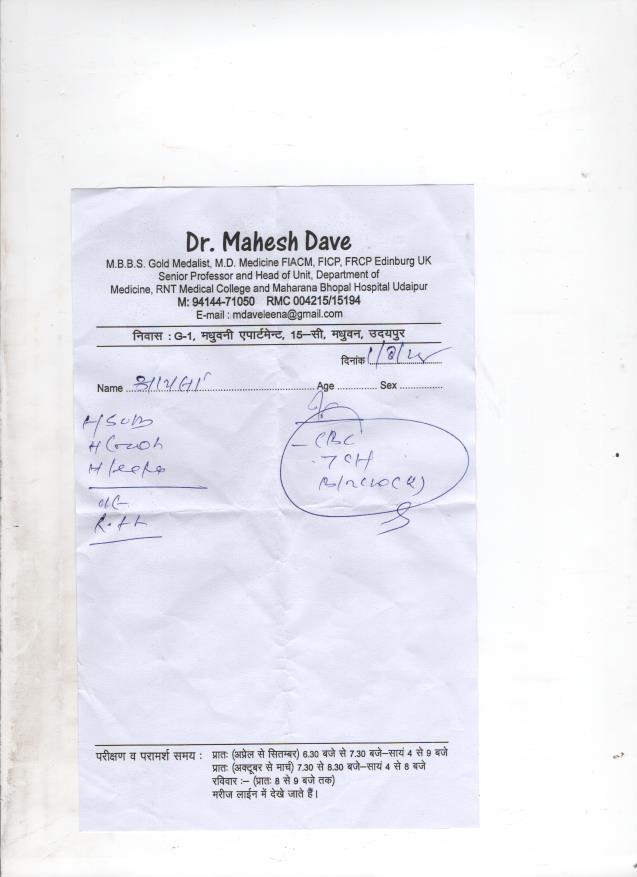 Dr. Mahesh Dave
M.B.B.S. Gold Medalist, M.D. Medicine FIACM, FICP, FRCP Edinburg UK
Senior Professor and Head of Unit, Department of
Medicine, RNT Medical College and Maharana Bhopal Hospital Udaipur
M: 94144-71050 RMC 004215/15194
E-mail : mdaveleena@gmail.com
निवास : G-1, मधुवनी एपार्टमेन्ट, 15–सी, मधुवन, उदयपुर
दिनांक
Name Age Sex
H/SOB
CBC
परीक्षण व परामर्श समय : प्रातः (अप्रेल से सितम्बर) 6.30 बजे से 7.30 बजे–सायं 4 से 9 बजे
प्रातः (अक्टूबर से मार्च) 7.30 से 8.30 बजे–सायं 4 से 8 बजे
रविवार :– (प्रातः 8 से 9 बजे तक)
मरीज लाईन में देखे जाते हैं।